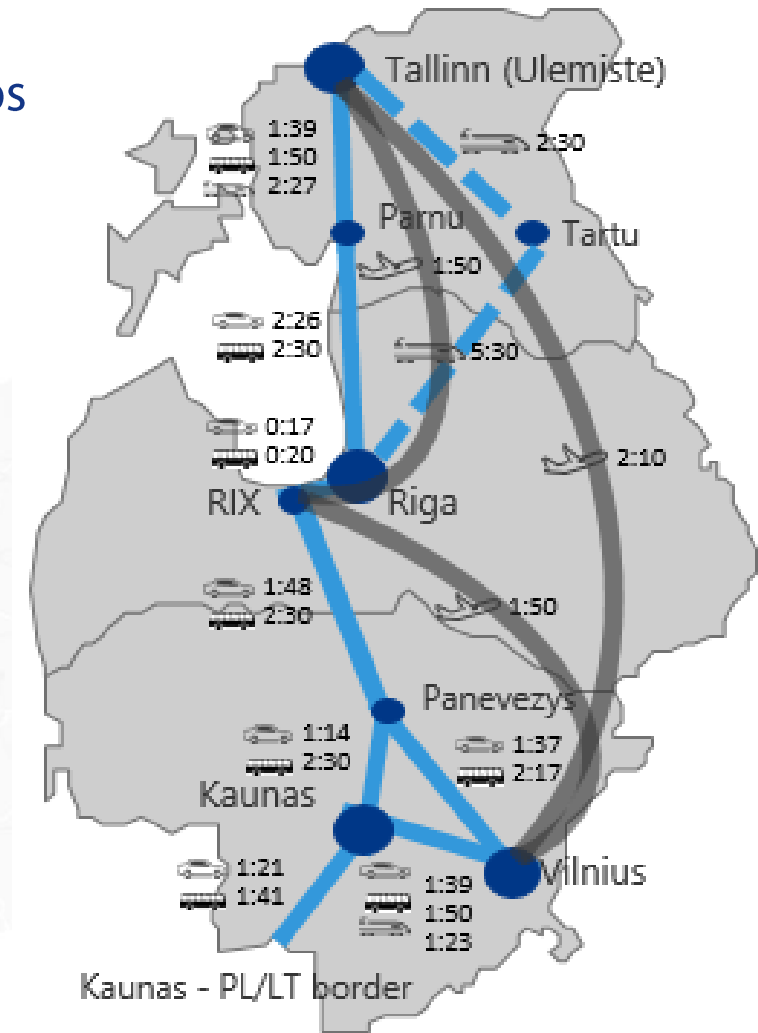 os
Tallinn (Ulemiste)
1:39
1:50
2:27
2:30
Parnu
Tartu
1:50
2:26
2:30
5:30
0:17
0:20
2:10
RIX
Riga
1:48
2:30
1:50
Panevezys
1:14
2:30
1:37
2:17
Kaunas
1:21
1:41
1:39
1:50
1:23
Vilnius
Kaunas - PL/LT border